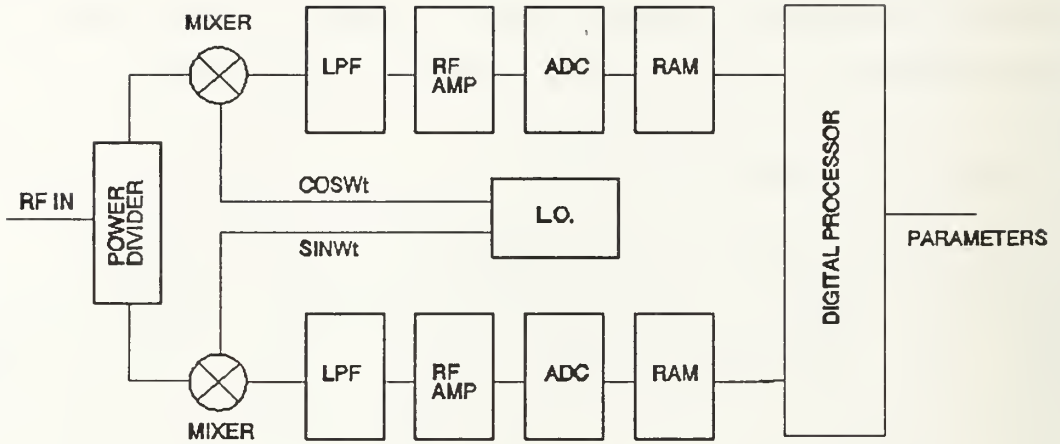 MIXER
LPF
RF
AMP
ADC
RAM
COSWt
L.O.
RF IN
POWER
DIVIDER
SINWt
DIGITAL PROCESSOR
PARAMETERS
LPF
RF
AMP
ADC
RAM
MIXER